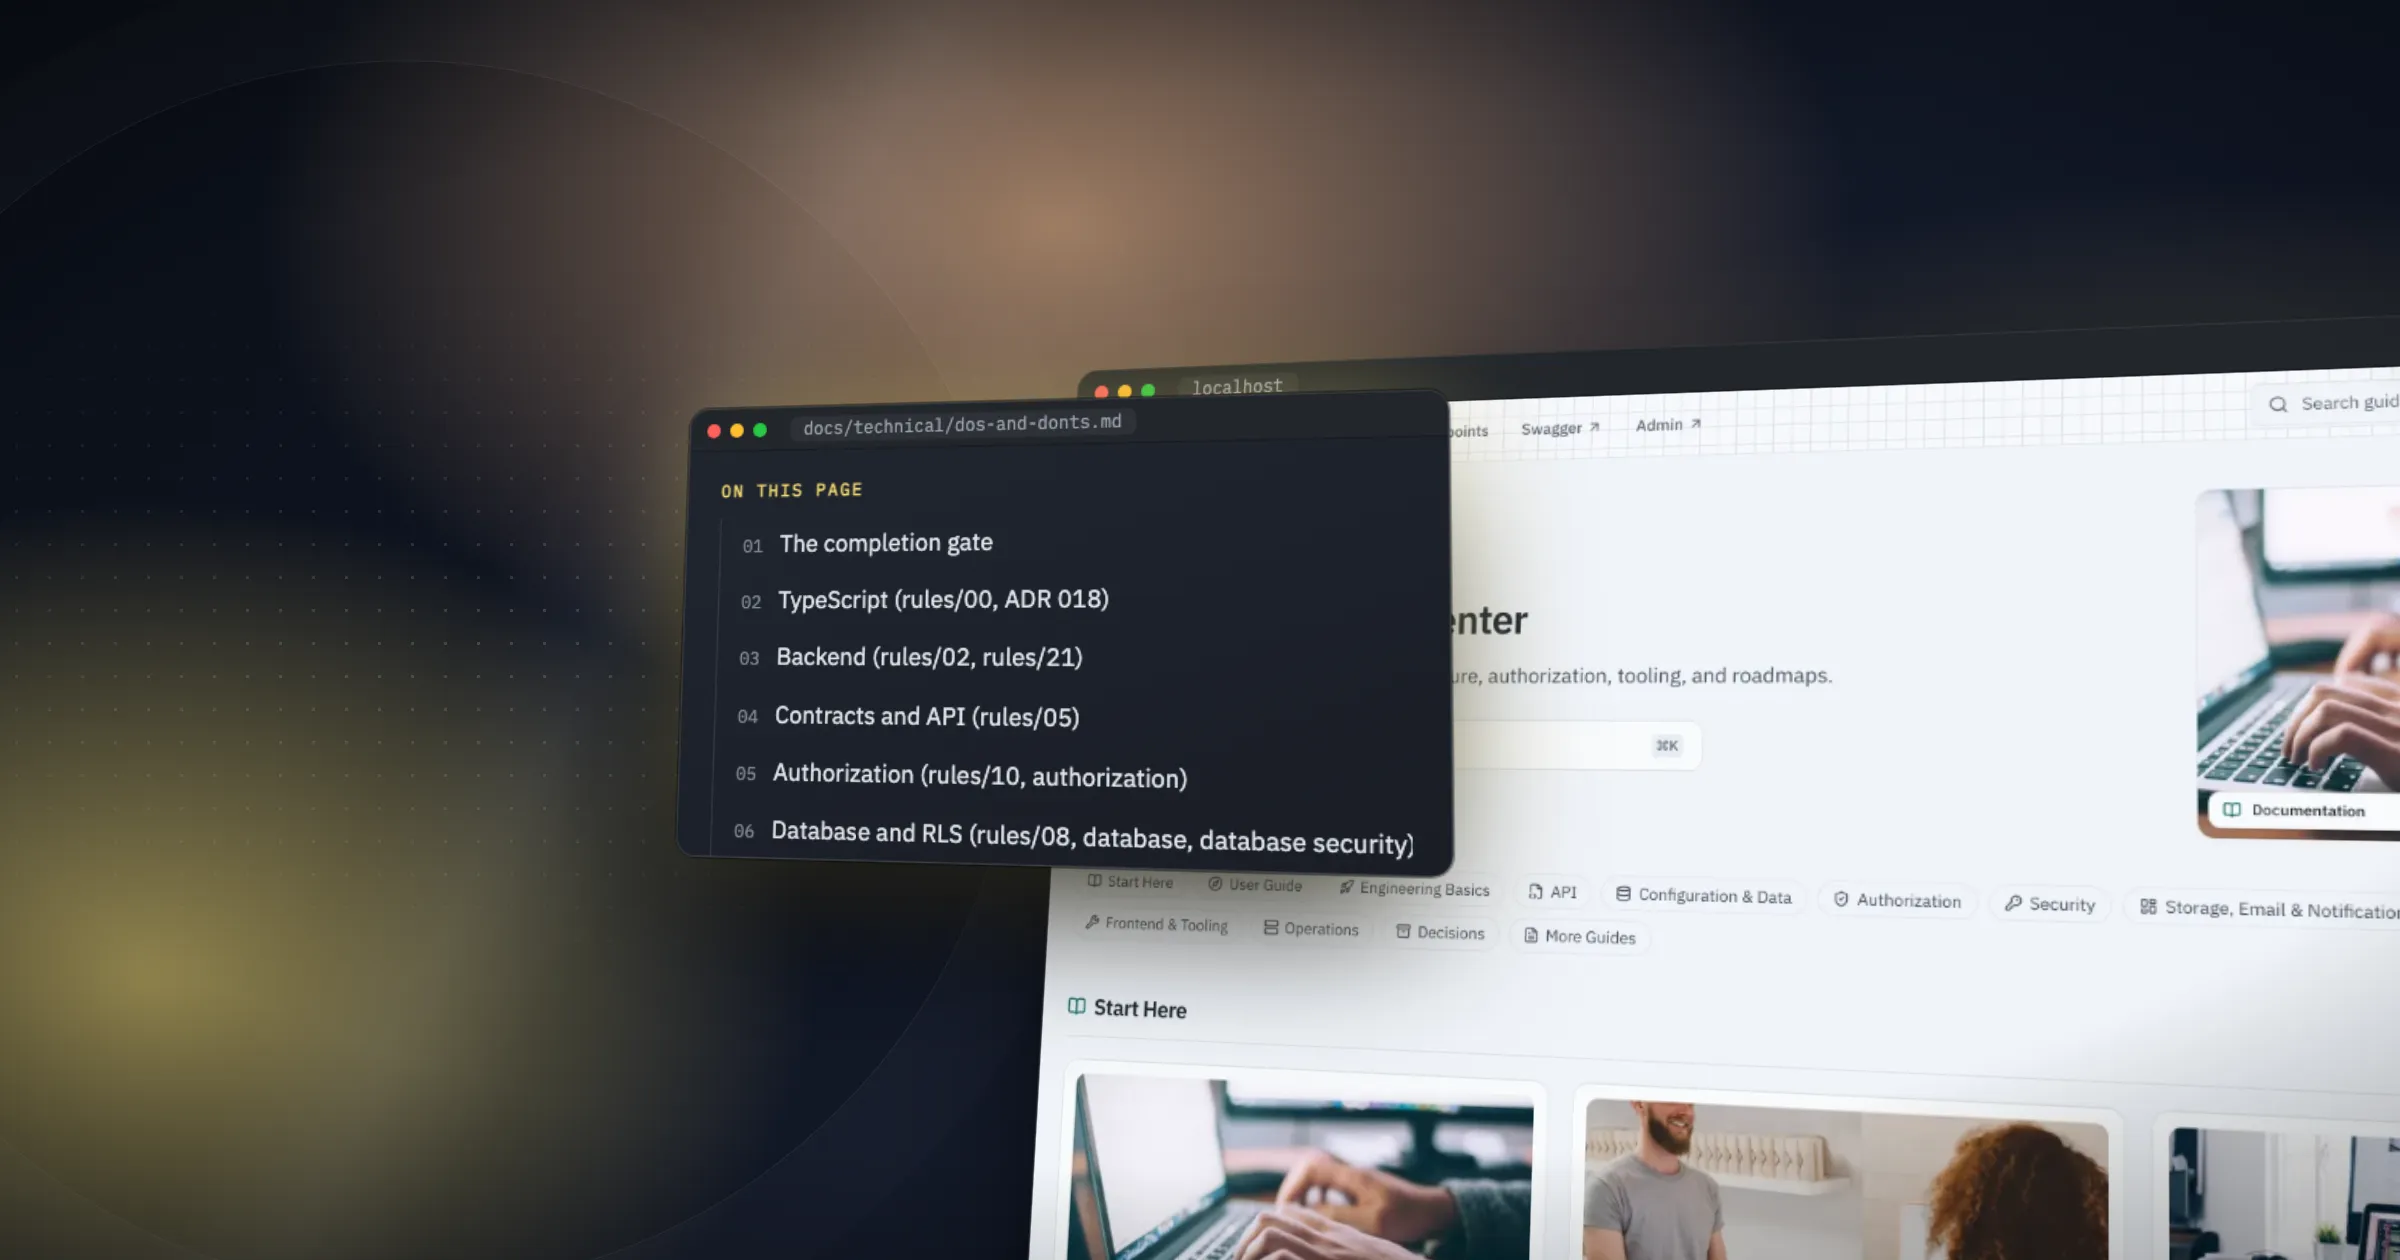 localhost
docs/technical/dos-and-donts.md
Swagger ↗
Admin ↗
Search
ON THIS PAGE
01 The completion gate
02 TypeScript (rules/00, ADR 018)
03 Backend (rules/02, rules/21)
04 Contracts and API (rules/05)
05 Authorization (rules/10, authorization)
06 Database and RLS (rules/08, database, database security)
authorization, tooling, and roadmaps.
⌘K
Documentation
Start Here
User Guide
Engineering Basics
API
Configuration & Data
Authorization
Security
Storage, Email &
Frontend & Tooling
Operations
Decisions
More Guides
Start Here